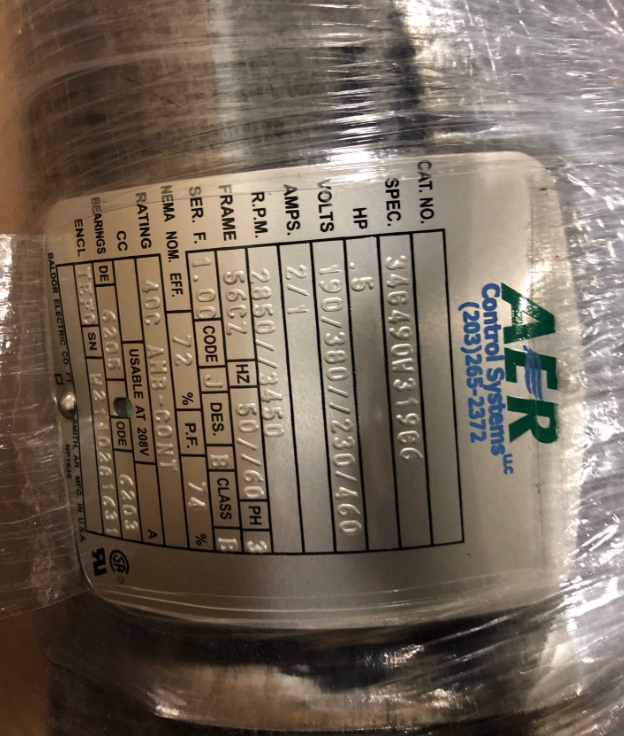 AER
Control Systems LLC
(203)265-2372
CAT. NO.
SPEC. 34G490W319G6
HP .5
VOLTS 190/380//230/460
AMPS. 2/1
R.P.M. 2850//3450
FRAME 56CZ HZ 50//60 PH 3
SER. F. 1.00 CODE J DES. B CLASS B
NEMA NOM. EFF. 72 % P.F. 74 %
RATING 40C AMB-CONT
CC USABLE AT 208V A
BEARINGS DE ODE 6203
ENCL SN
BALDOR ELECTRIC CO. MFG. IN U.S.A.